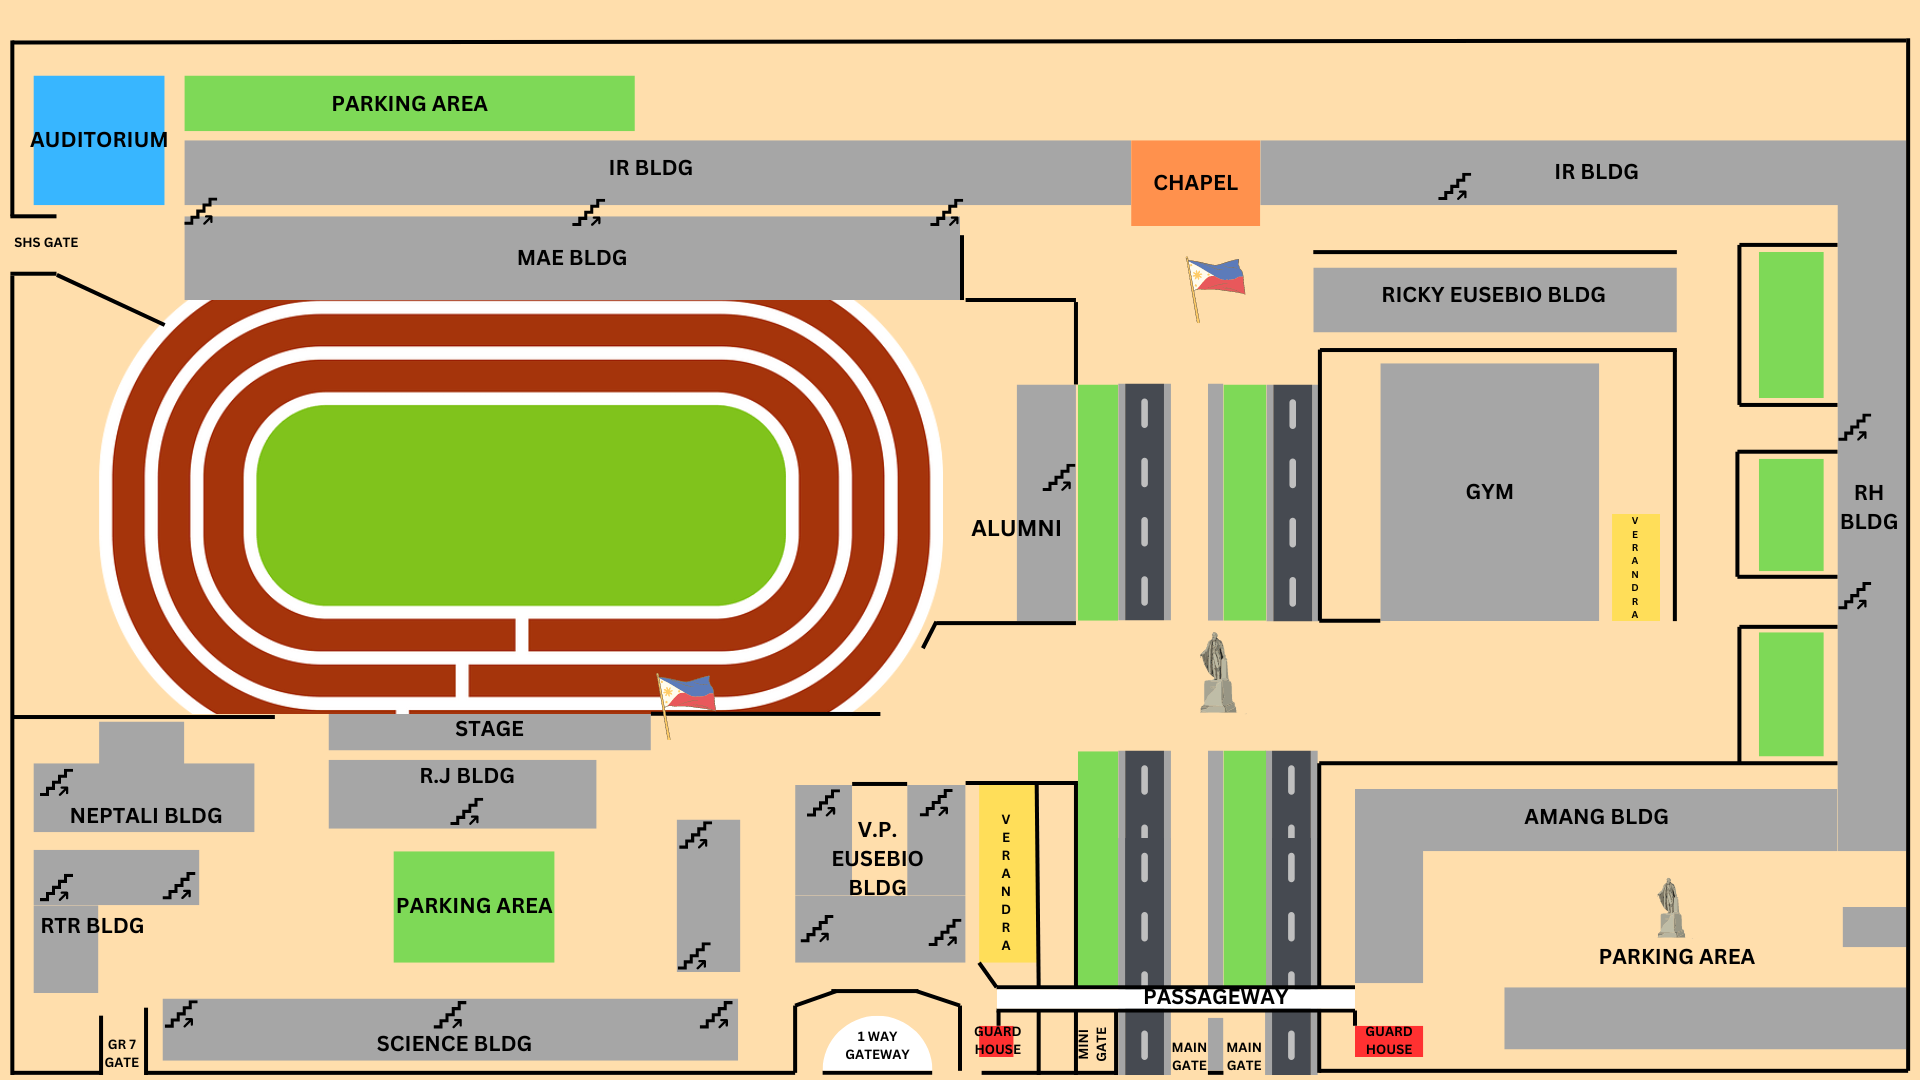 PARKING AREA
AUDITORIUM
IR BLDG
CHAPEL
IR BLDG
SHS GATE
MAE BLDG
RICKY EUSEBIO BLDG
GYM
RH
BLDG
VERANDRA
ALUMNI
STAGE
R.J BLDG
NEPTALI BLDG
AMANG BLDG
V.P.
EUSEBIO
BLDG
VERANDRA
PARKING AREA
RTR BLDG
PARKING AREA
PASSAGEWAY
SCIENCE BLDG
GR 7
GATE
1 WAY
GATEWAY
GUARD
HOUSE
MINI
GATE
MAIN
GATE
MAIN
GATE
GUARD
HOUSE